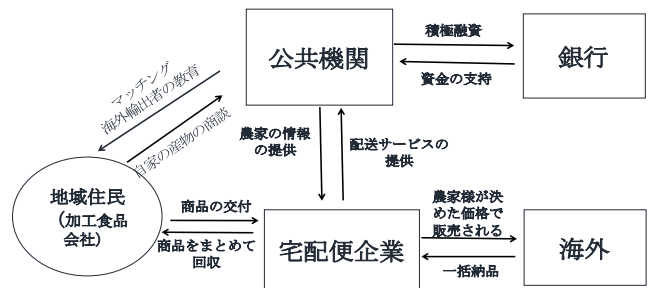 公共機関
積極融資
資金の支持
銀行
マッチング
海外輸出者の教育
自家の産物の商談
農家の情報
の提供
配送サービスの
提供
地域住民
(加工食品
会社)
商品の交付
商品をまとめて
回収
宅配便企業
農家様が決
めた価格で
販売される
一括納品
海外